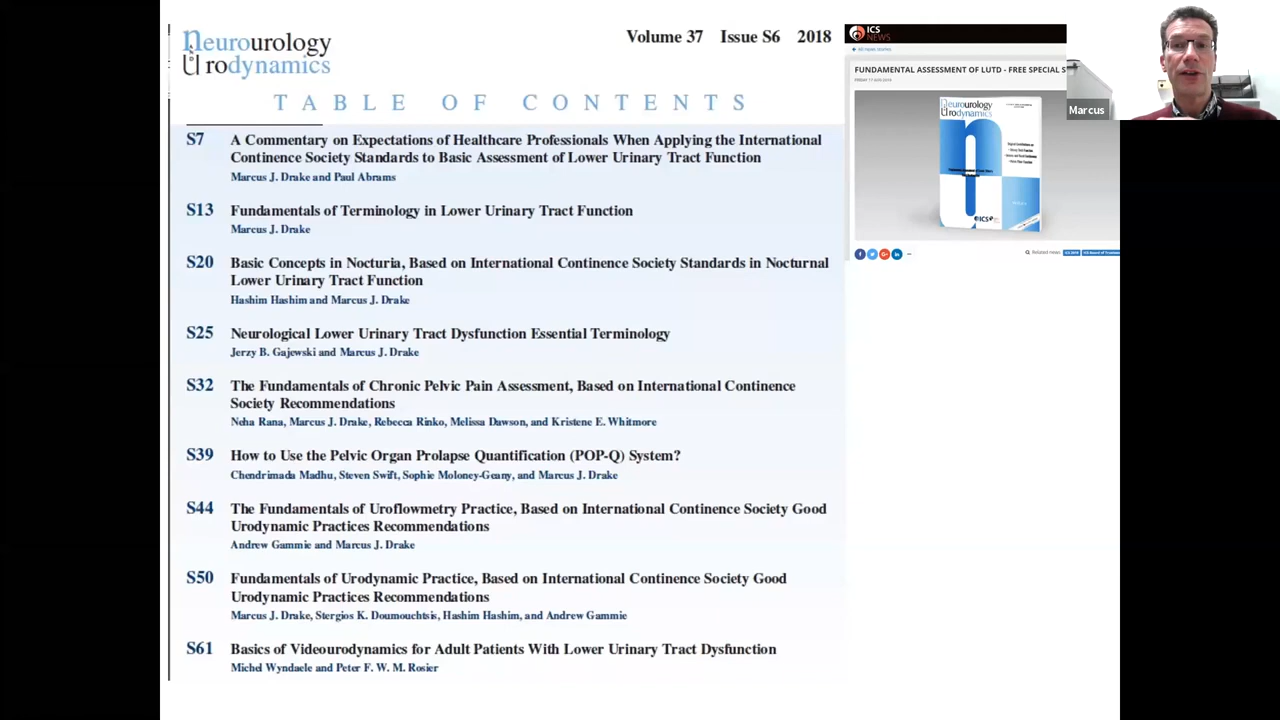 Neurourology
Urodynamics
Volume 37 Issue S6 2018
TABLE OF CONTENTS
S7 A Commentary on Expectations of Healthcare Professionals When Applying the International
Continence Society Standards to Basic Assessment of Lower Urinary Tract Function
Marcus J. Drake and Paul Abrams
S13 Fundamentals of Terminology in Lower Urinary Tract Function
Marcus J. Drake
S20 Basic Concepts in Nocturia, Based on International Continence Society Standards in Nocturnal
Lower Urinary Tract Function
Hashim Hashim and Marcus J. Drake
S25 Neurological Lower Urinary Tract Dysfunction Essential Terminology
Jerzy B. Gajewski and Marcus J. Drake
S32 The Fundamentals of Chronic Pelvic Pain Assessment, Based on International Continence
Society Recommendations
Neha Rana, Marcus J. Drake, Rebecca Rinko, Melissa Dawson, and Kristene E. Whitmore
S39 How to Use the Pelvic Organ Prolapse Quantification (POP-Q) System?
Chendrimada Madhu, Steven Swift, Sophie Moloney-Geany, and Marcus J. Drake
S44 The Fundamentals of Uroflowmetry Practice, Based on International Continence Society Good
Urodynamic Practices Recommendations
Andrew Gammie and Marcus J. Drake
S50 Fundamentals of Urodynamic Practice, Based on International Continence Society Good
Urodynamic Practices Recommendations
Marcus J. Drake, Stergios K. Doumouchtsis, Hashim Hashim, and Andrew Gammie
S61 Basics of Videourodynamics for Adult Patients With Lower Urinary Tract Dysfunction
Michel Wyndaele and Peter F. W. M. Rosier
ICS
NEWS
FUNDAMENTAL ASSESSMENT OF LUTD - FREE SPECIAL S
Neurourology
Urodynamics
ICS
Related news
Marcus